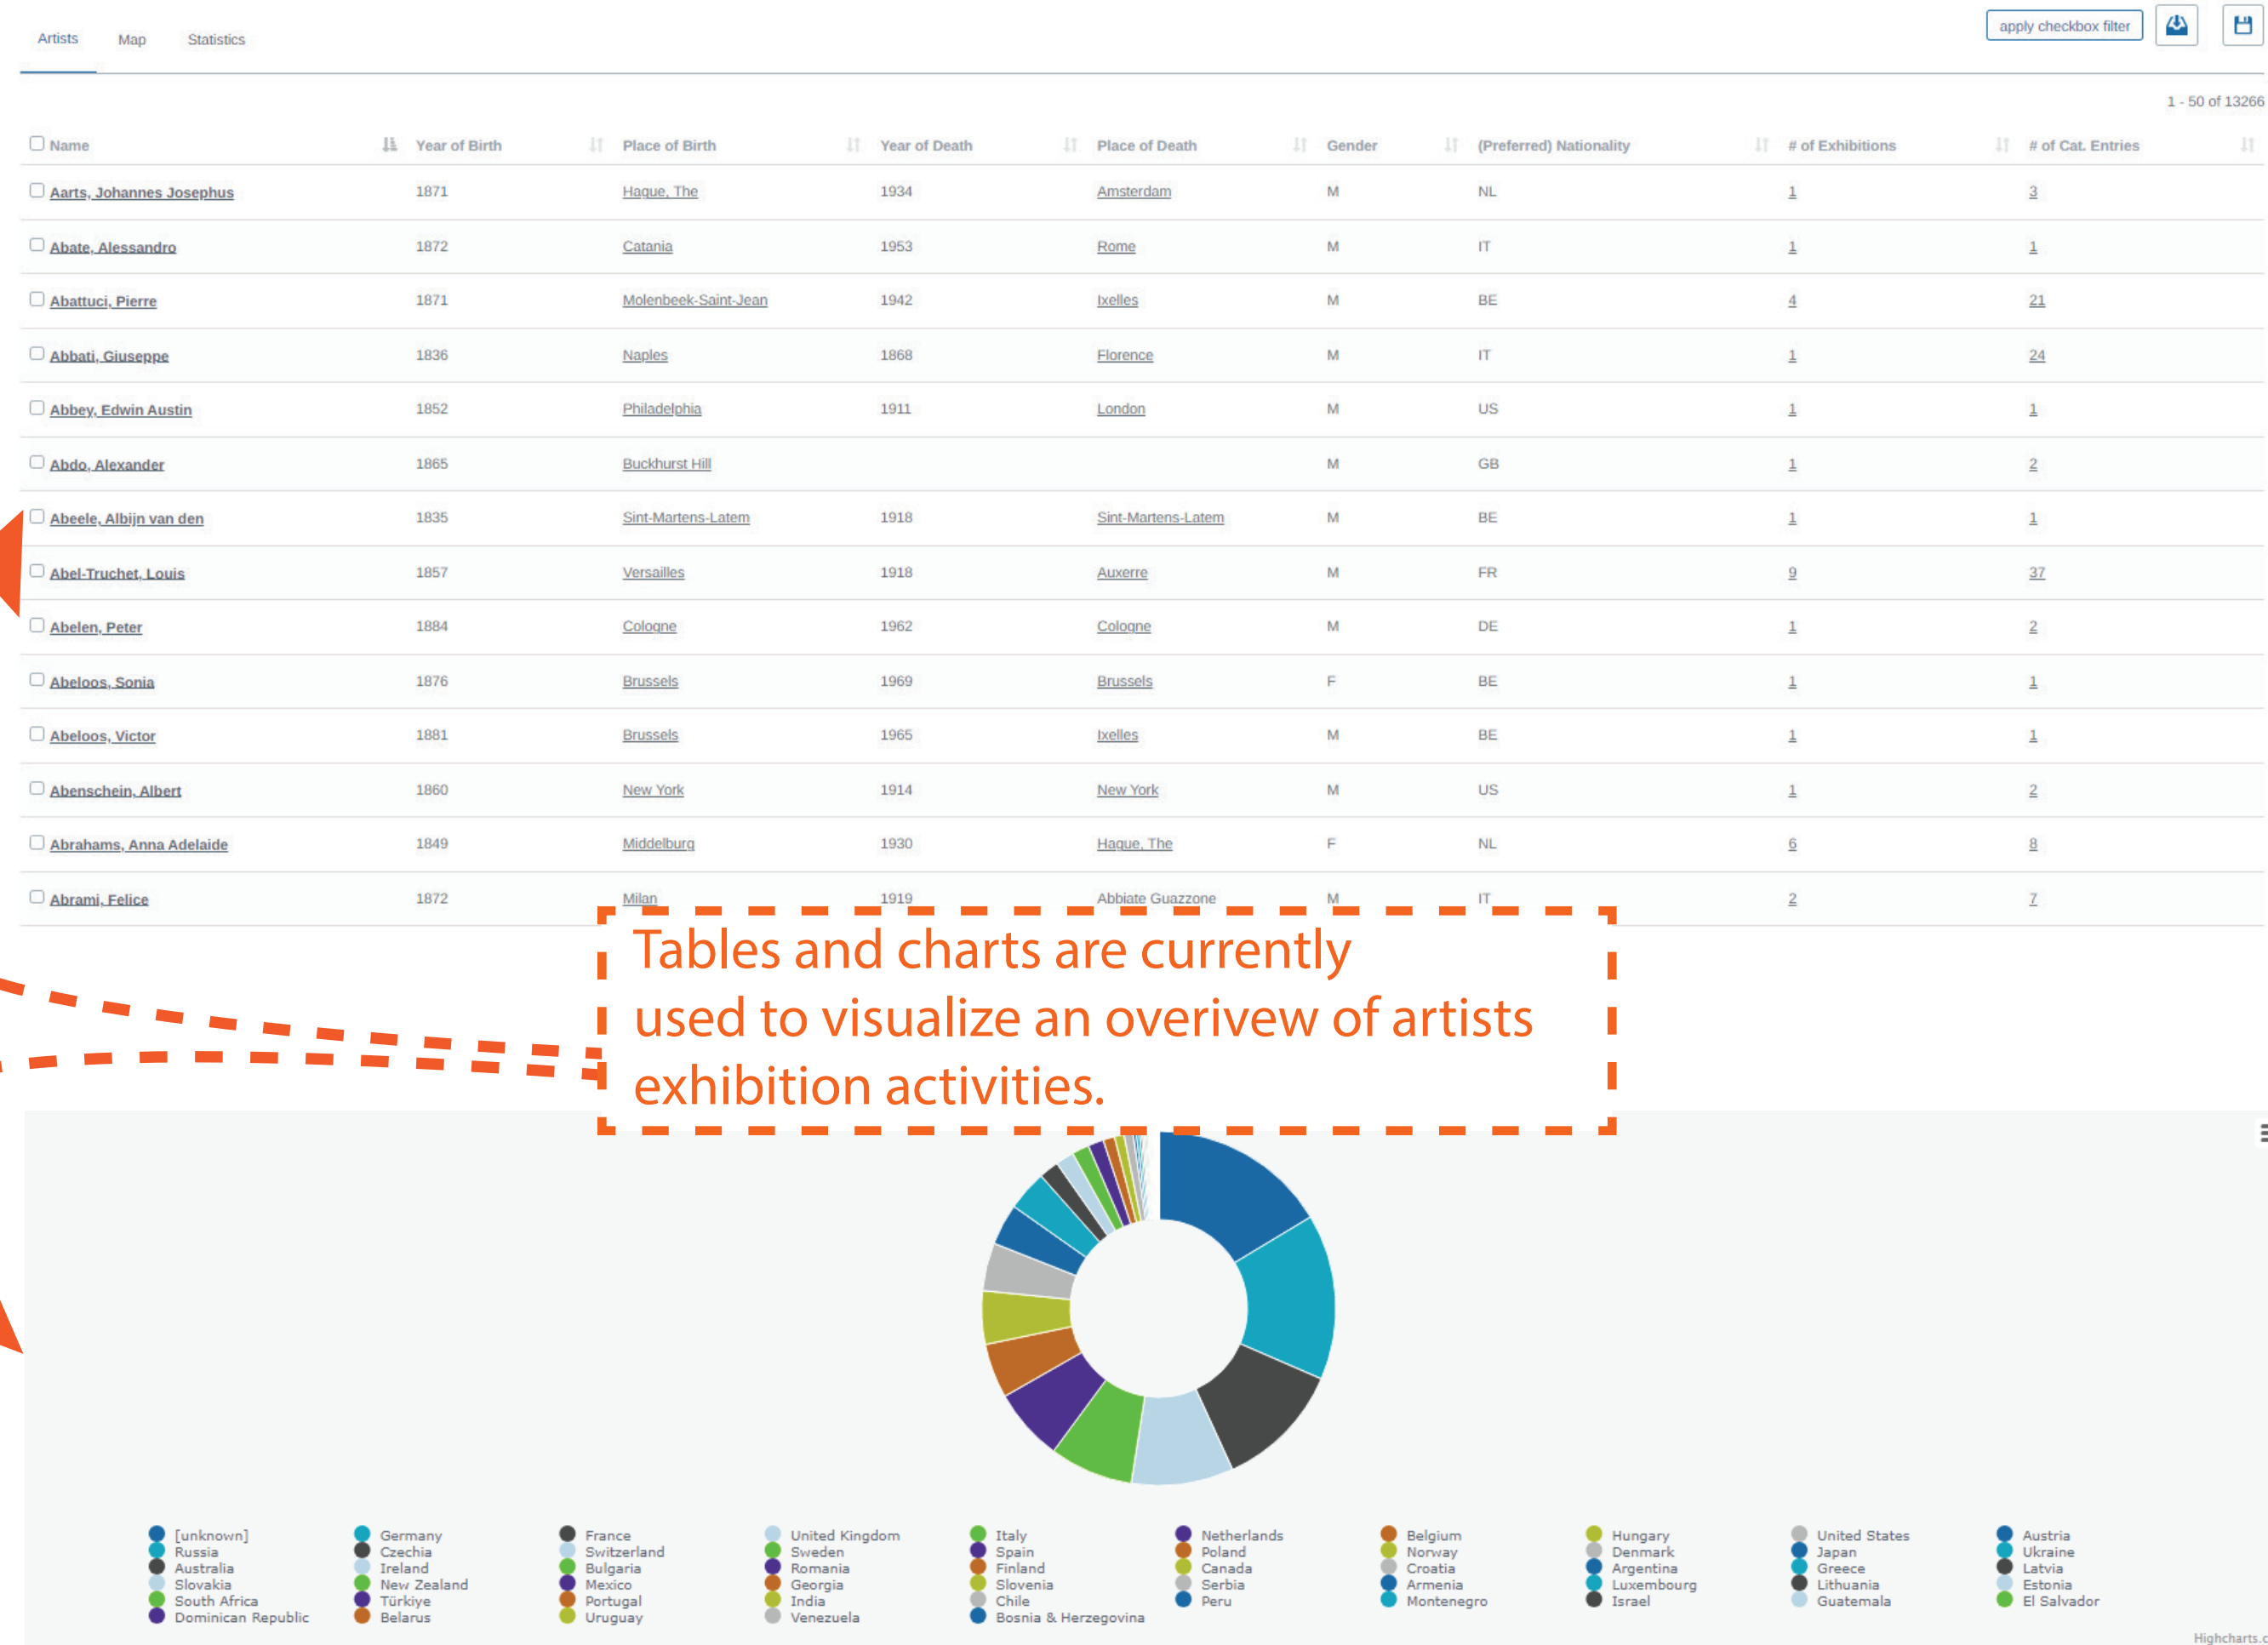 Artists Map Statistics apply checkbox filter
1 - 50 of 13266
Name Year of Birth Place of Birth Year of Death Place of Death Gender (Preferred) Nationality # of Exhibitions # of Cat. Entries
Aarts, Johannes Josephus 1871 Hague, The 1934 Amsterdam M NL 1 3
Abate, Alessandro 1872 Catania 1953 Rome M IT 1 1
Abattuci, Pierre 1871 Molenbeek-Saint-Jean 1942 Ixelles M BE 4 21
Abbati, Giuseppe 1836 Naples 1868 Florence M IT 1 24
Abbey, Edwin Austin 1852 Philadelphia 1911 London M US 1 1
Abdo, Alexander 1865 Buckhurst Hill M GB 1 2
Abeele, Albijn van den 1835 Sint-Martens-Latem 1918 Sint-Martens-Latem M BE 1 1
Abel-Truchet, Louis 1857 Versailles 1918 Auxerre M FR 9 37
Abelen, Peter 1884 Cologne 1962 Cologne M DE 1 2
Abeloos, Sonia 1876 Brussels 1969 Brussels F BE 1 1
Abeloos, Victor 1881 Brussels 1965 Ixelles M BE 1 1
Abenschein, Albert 1860 New York 1914 New York M US 1 2
Abrahams, Anna Adelaide 1849 Middelburg 1930 Hague, The F NL 6 8
Abrami, Felice 1872 Milan 1919 Abbiate Guazzone M IT 2 7
Tables and charts are currently
used to visualize an overivew of artists
exhibition activities.
[unknown] Germany France United Kingdom Italy Netherlands Belgium Hungary United States Austria
Russia Czechia Switzerland Sweden Spain Poland Norway Denmark Japan Ukraine
Australia Ireland Bulgaria Romania Finland Canada Croatia Argentina Greece Latvia
Slovakia New Zealand Mexico Georgia Slovenia Serbia Armenia Luxembourg Lithuania Estonia
South Africa Türkiye Portugal India Chile Peru Montenegro Israel Guatemala El Salvador
Dominican Republic Belarus Uruguay Venezuela Bosnia & Herzegovina
Highcharts.c